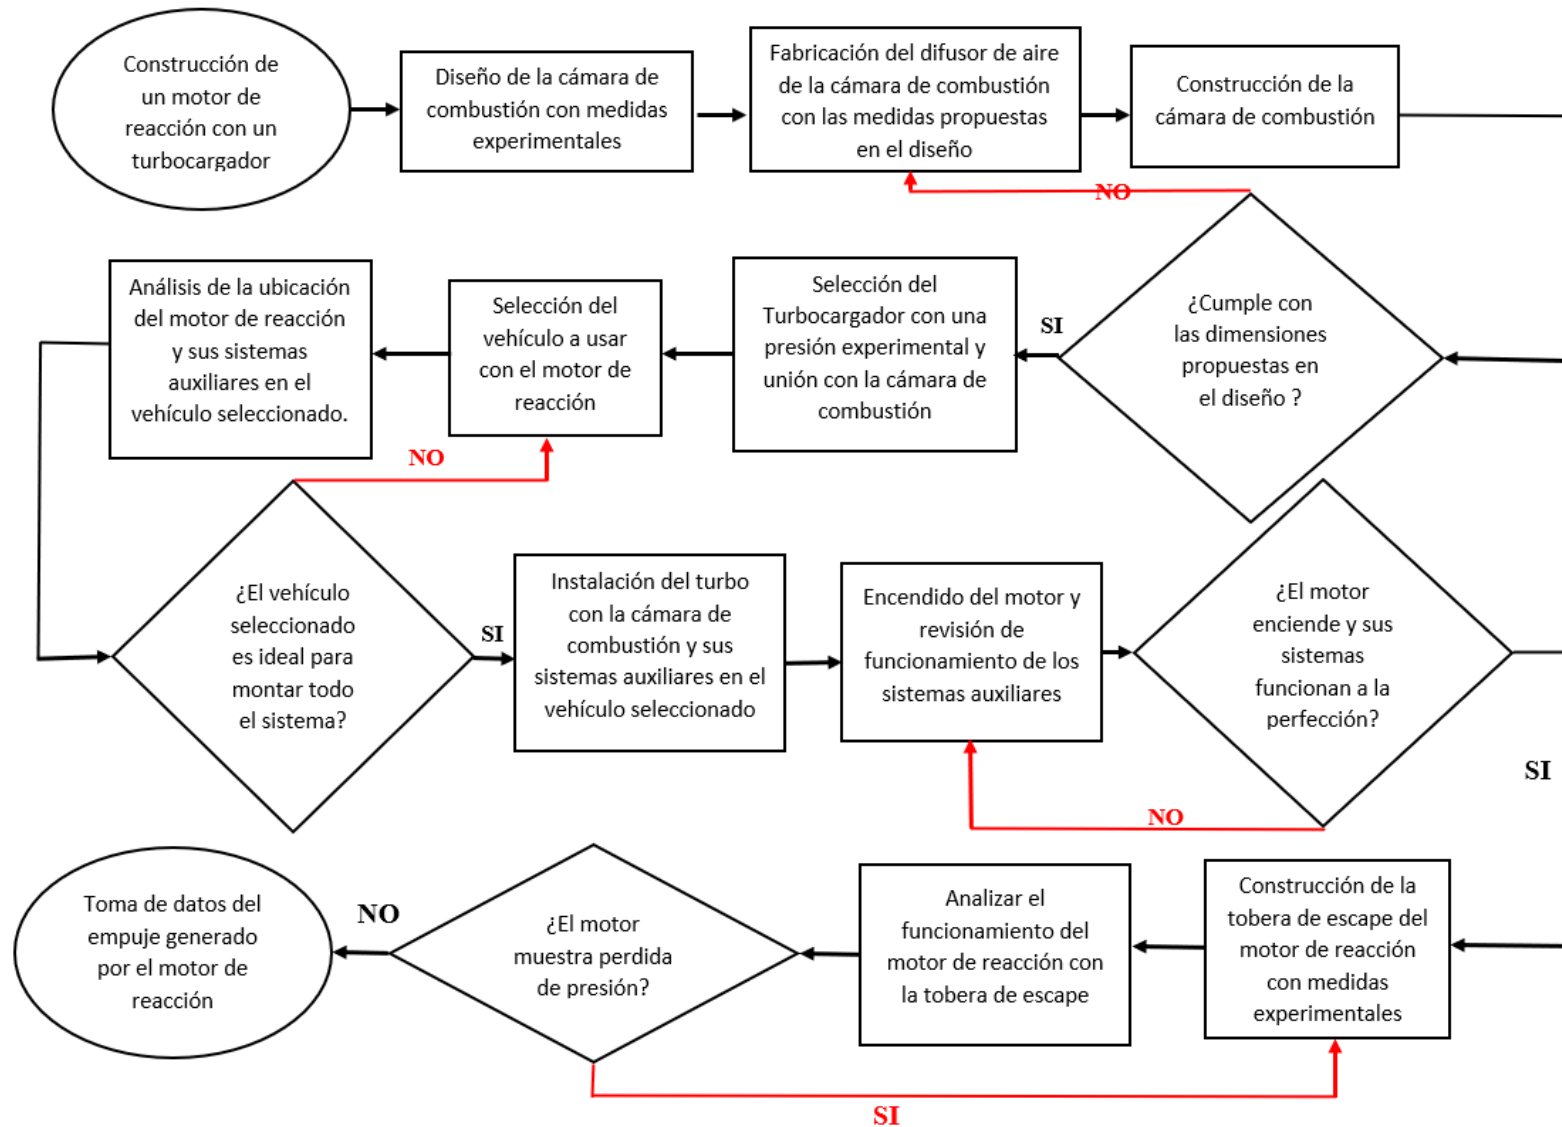 Construcción de
un motor de
reacción con un
turbocargador
Diseño de la cámara de
combustión con medidas
experimentales
Fabricación del difusor de aire
de la cámara de combustión
con las medidas propuestas
en el diseño
Construcción de la
cámara de combustión
NO
¿Cumple con
las dimensiones
propuestas en
el diseño ?
SI
Selección del
Turbocargador con una
presión experimental y
unión con la cámara de
combustión
Selección del
vehículo a usar
con el motor de
reacción
Análisis de la ubicación
del motor de reacción
y sus sistemas
auxiliares en el
vehículo seleccionado.
NO
¿El vehículo
seleccionado
es ideal para
montar todo
el sistema?
SI
Instalación del turbo
con la cámara de
combustión y sus
sistemas auxiliares en el
vehículo seleccionado
Encendido del motor y
revisión de
funcionamiento de los
sistemas auxiliares
¿El motor
enciende y sus
sistemas
funcionan a la
perfección?
SI
NO
Construcción de la
tobera de escape del
motor de reacción
con medidas
experimentales
Analizar el
funcionamiento del
motor de reacción con
la tobera de escape
¿El motor
muestra perdida
de presión?
NO
Toma de datos del
empuje generado
por el motor de
reacción
SI